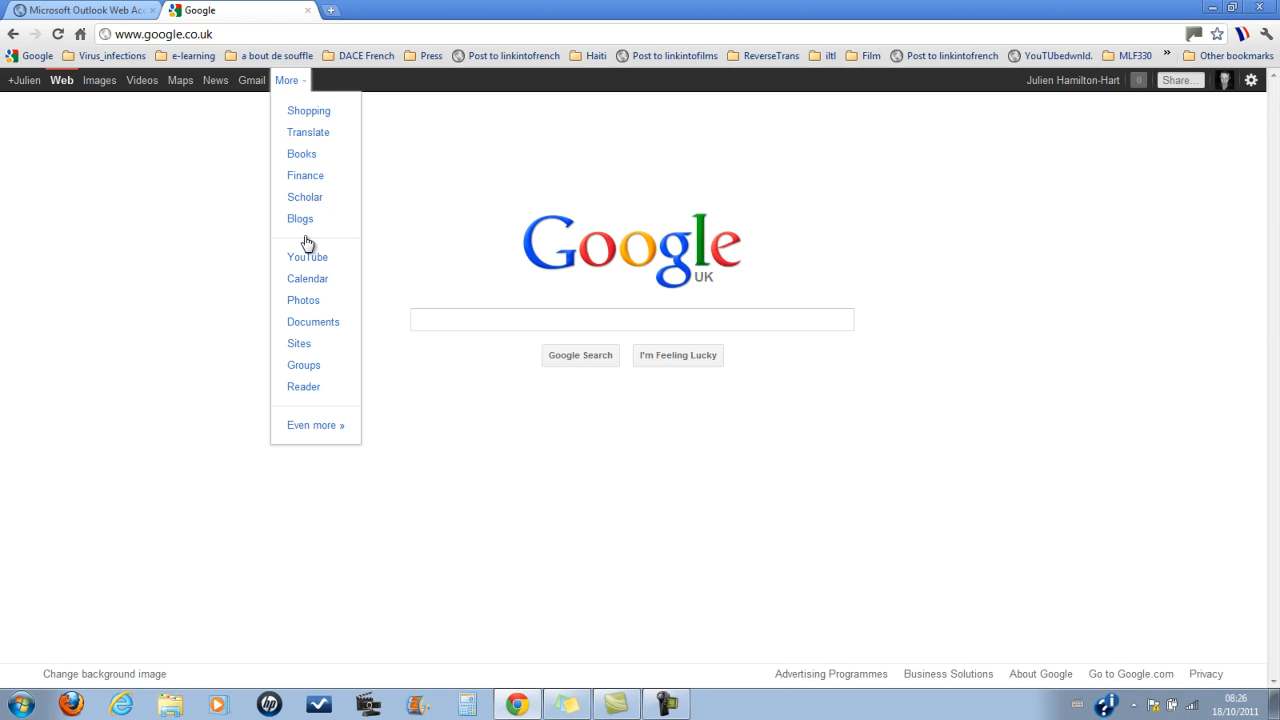 Microsoft Outlook Web Acc
Google
www.google.co.uk
Google Virus_infections e-learning a bout de souffle DACE French Press Post to linkintofrench Haiti Post to linkintofilms ReverseTrans iltl Film Post to linkintofrench YouTUbedwnld. MLF330 » Other bookmarks
+Julien Web Images Videos Maps News Gmail More Julien Hamilton-Hart 0 Share...
Shopping
Translate
Books
Finance
Scholar
Blogs
YouTube
Calendar
Photos
Documents
Sites
Groups
Reader
Even more »
Google
UK
Google Search I'm Feeling Lucky
Change background image Advertising Programmes Business Solutions About Google Go to Google.com Privacy
08:26
18/10/2011